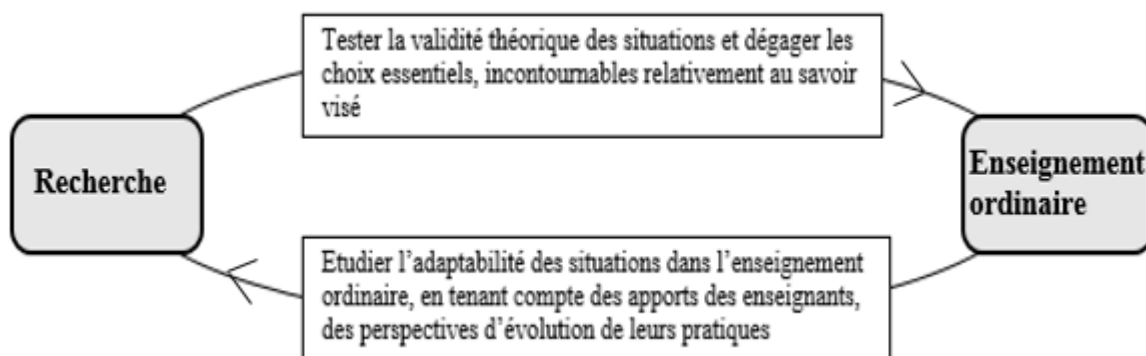 Tester la validité théorique des situations et dégager les
choix essentiels, incontournables relativement au savoir
visé
Recherche
Enseignement
ordinaire
Etudier l’adaptabilité des situations dans l’enseignement
ordinaire, en tenant compte des apports des enseignants,
des perspectives d’évolution de leurs pratiques